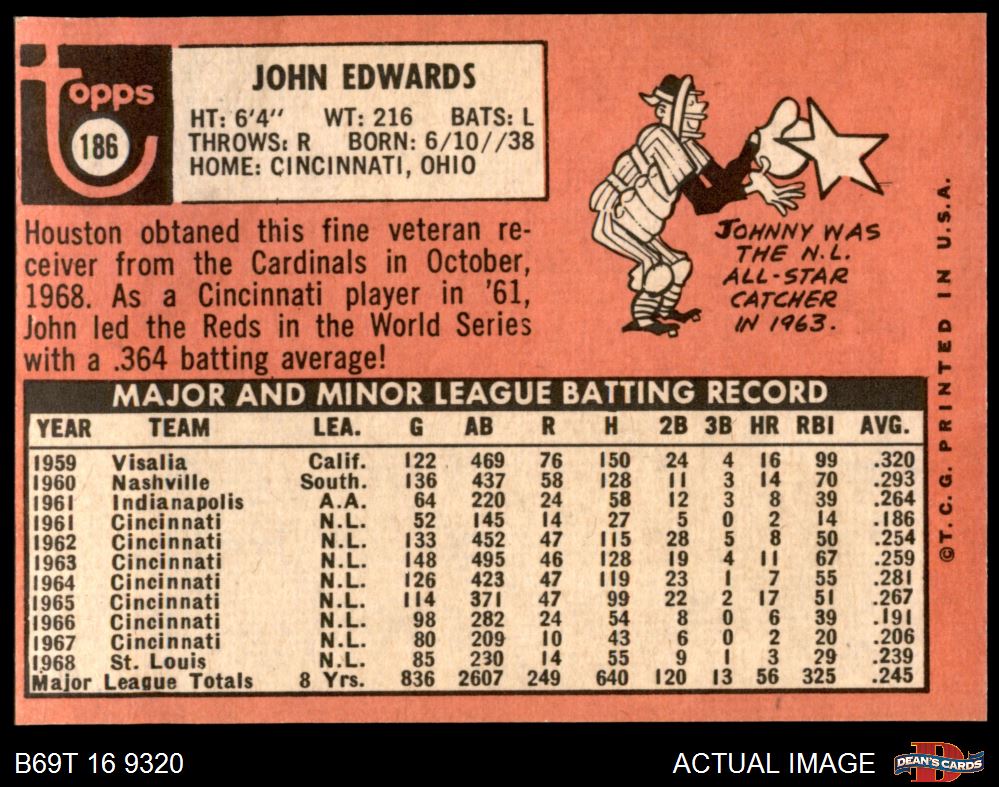 Topps
186
JOHN EDWARDS
HT: 6'4" WT: 216 BATS: L
THROWS: R BORN: 6/10//38
HOME: CINCINNATI, OHIO
Houston obtaned this fine veteran re-
ceiver from the Cardinals in October,
1968. As a Cincinnati player in '61,
John led the Reds in the World Series
with a .364 batting average!
JOHNNY WAS
THE N.L.
ALL-STAR
CATCHER
IN 1963.
MAJOR AND MINOR LEAGUE BATTING RECORD
YEAR TEAM LEA. G AB R H 2B 3B HR RBI AVG.
1959 Visalia Calif. 122 469 76 150 24 4 16 99 .320
1960 Nashville South. 136 437 58 128 11 3 14 70 .293
1961 Indianapolis A.A. 64 220 24 58 12 3 8 39 .264
1961 Cincinnati N.L. 52 145 14 27 5 0 2 14 .186
1962 Cincinnati N.L. 133 452 47 115 28 5 8 50 .254
1963 Cincinnati N.L. 148 495 46 128 19 4 11 67 .259
1964 Cincinnati N.L. 126 423 47 119 23 1 7 55 .281
1965 Cincinnati N.L. 114 371 47 99 22 2 17 51 .267
1966 Cincinnati N.L. 98 282 24 54 8 0 6 39 .191
1967 Cincinnati N.L. 80 209 10 43 6 0 2 20 .206
1968 St. Louis N.L. 85 230 14 55 9 1 3 29 .239
Major League Totals 8 Yrs. 836 2607 249 640 120 13 56 325 .245
©T. C. G. PRINTED IN U.S.A.
B69T 16 9320
ACTUAL IMAGE
DEAN'S CARDS